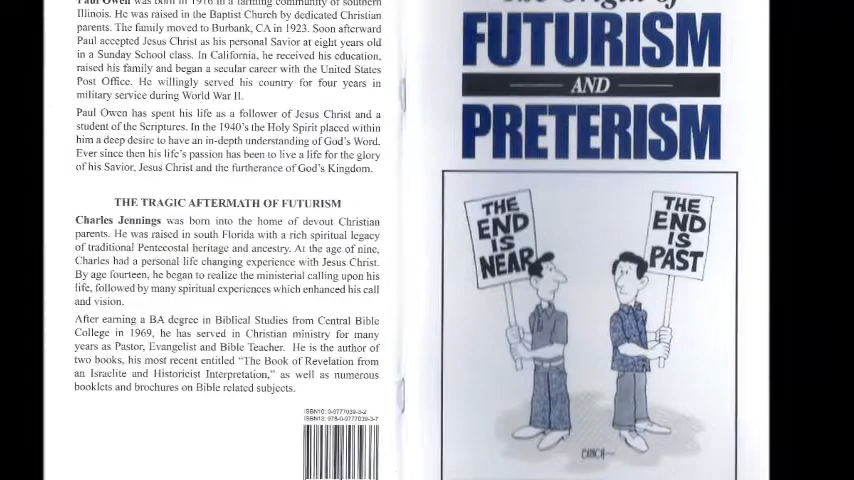 Paul Owen was born in 1916 in a farming community of southern
Illinois. He was raised in the Baptist Church by dedicated Christian
parents. The family moved to Burbank, CA in 1923. Soon afterward
Paul accepted Jesus Christ as his personal Savior at eight years old
in a Sunday School class. In California, he received his education,
raised his family and began a secular career with the United States
Post Office. He willingly served his country for four years in
military service during World War II.
Paul Owen has spent his life as a follower of Jesus Christ and a
student of the Scriptures. In the 1940's the Holy Spirit placed within
him a deep desire to have an in-depth understanding of God's Word.
Ever since then his life's passion has been to live a life for the glory
of his Savior, Jesus Christ and the furtherance of God's Kingdom.
THE TRAGIC AFTERMATH OF FUTURISM
Charles Jennings was born into the home of devout Christian
parents. He was raised in south Florida with a rich spiritual legacy
of traditional Pentecostal heritage and ancestry. At the age of nine,
Charles had a personal life changing experience with Jesus Christ.
By age fourteen, he began to realize the ministerial calling upon his
life, followed by many spiritual experiences which enhanced his call
and vision.
After earning a BA degree in Biblical Studies from Central Bible
College in 1969, he has served in Christian ministry for many
years as Pastor, Evangelist and Bible Teacher. He is the author of
two books, his most recent entitled “The Book of Revelation from
an Israelite and Historicist Interpretation,” as well as numerous
booklets and brochures on Bible related subjects.
ISBN10: 0-9777039-3-2
ISBN13: 978-0-9777039-3-7
The Origin of
FUTURISM
AND
PRETERISM
THE
END
IS
NEAR
THE
END
IS
PAST